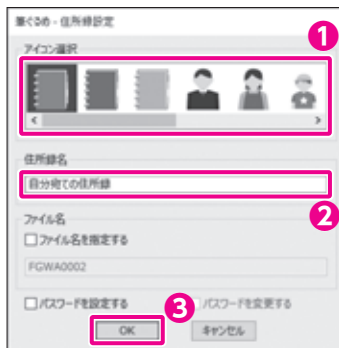 筆ぐるめ - 住所録設定
1
アイコン選択
住所録名
自分宛ての住所録
2
ファイル名
ファイル名を指定する
FGWA0002
パスワードを設定する
3
パスワードを変更する
OK
キャンセル